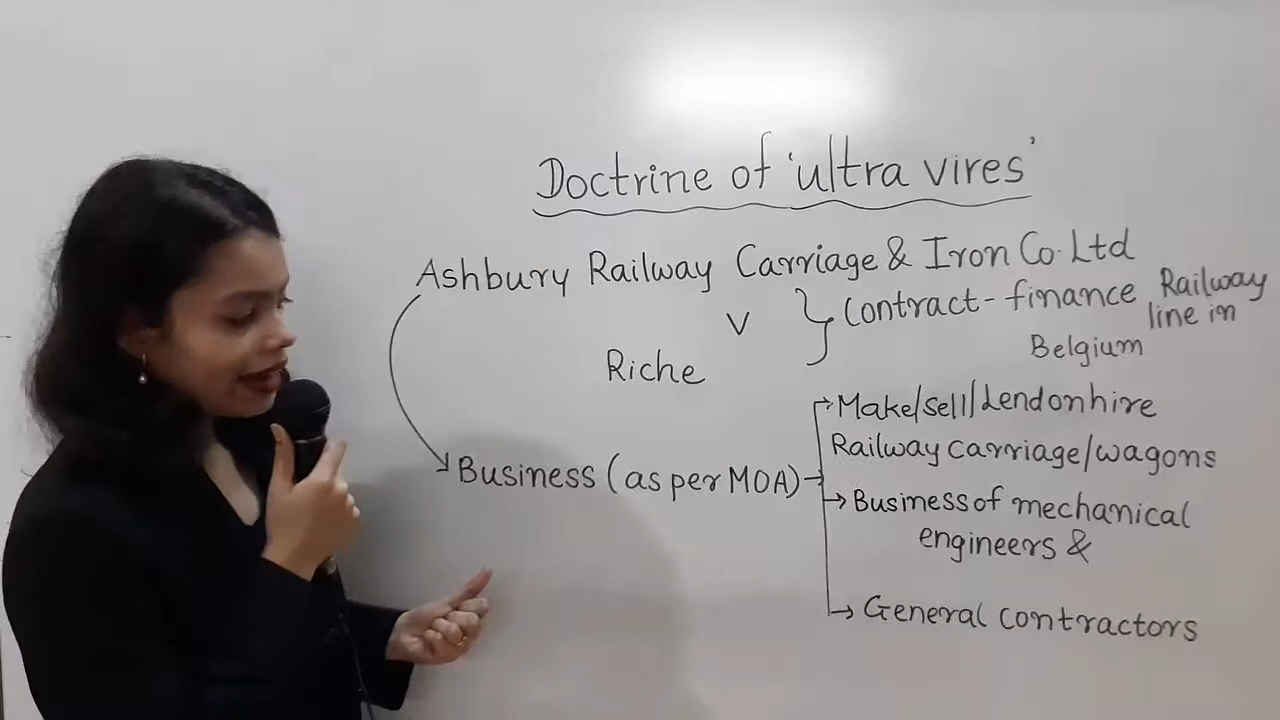 Doctrine of 'ultra vires'
Ashbury Railway Carriage & Iron Co. Ltd
V
Riche
Contract - finance Railway
line in
Belgium
Business (as per MOA)
Make/sell/Lend on hire
Railway carriage/wagons
Business of mechanical
engineers &
General contractors